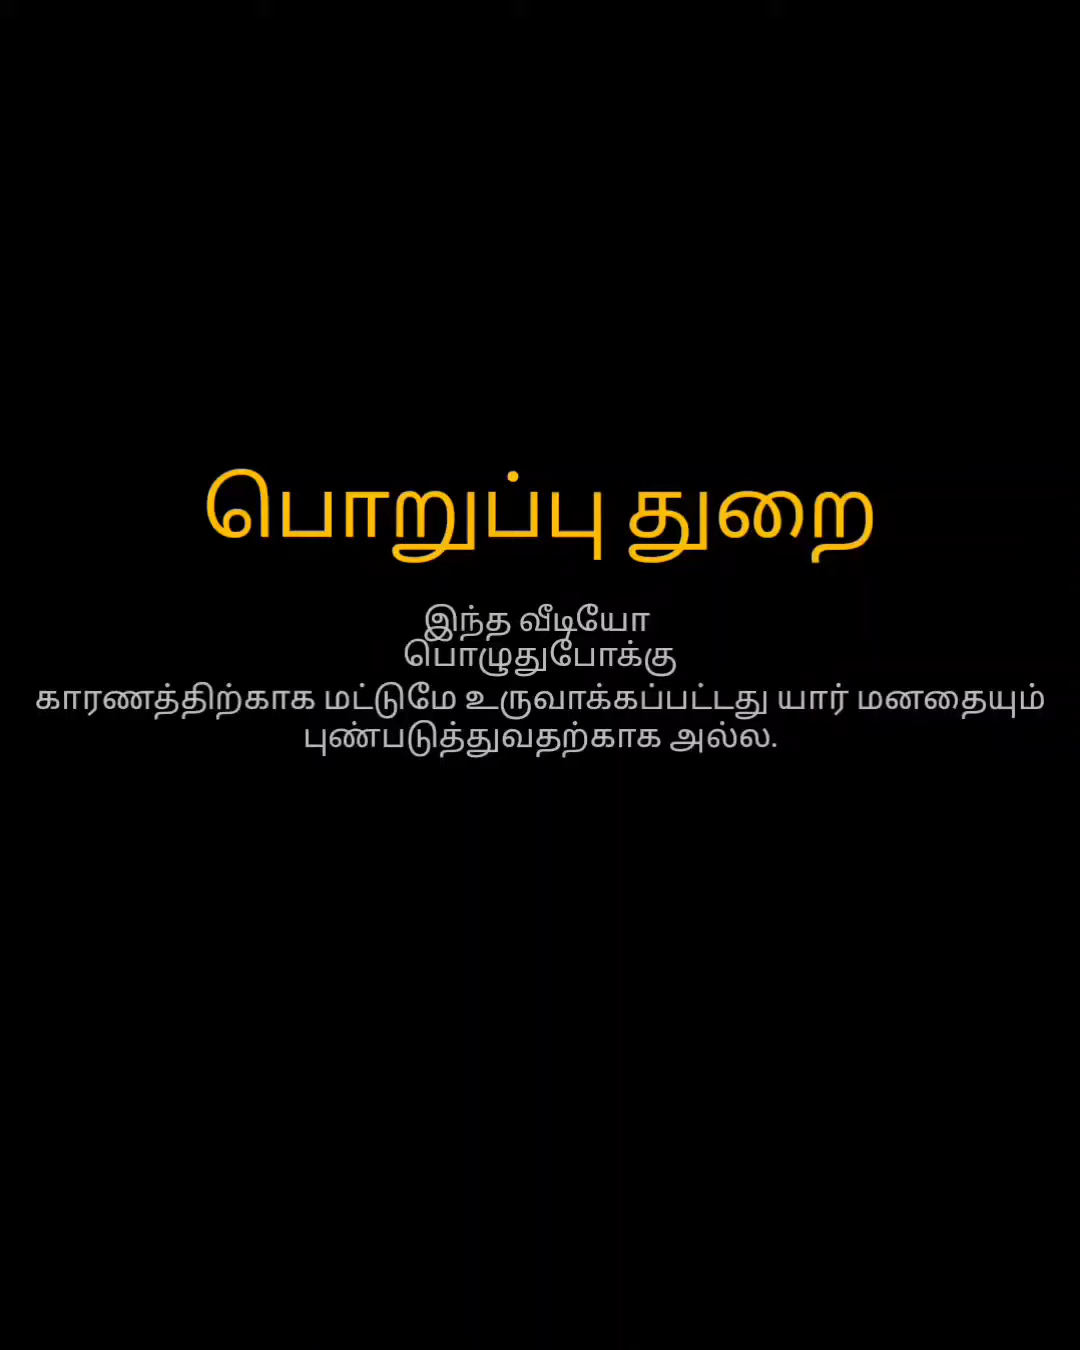 பொறுப்பு துறை
இந்த வீடியோ
பொழுதுபோக்கு
காரணத்திற்காக மட்டுமே உருவாக்கப்பட்டது யார் மனதையும்
புண்படுத்துவதற்காக அல்ல.